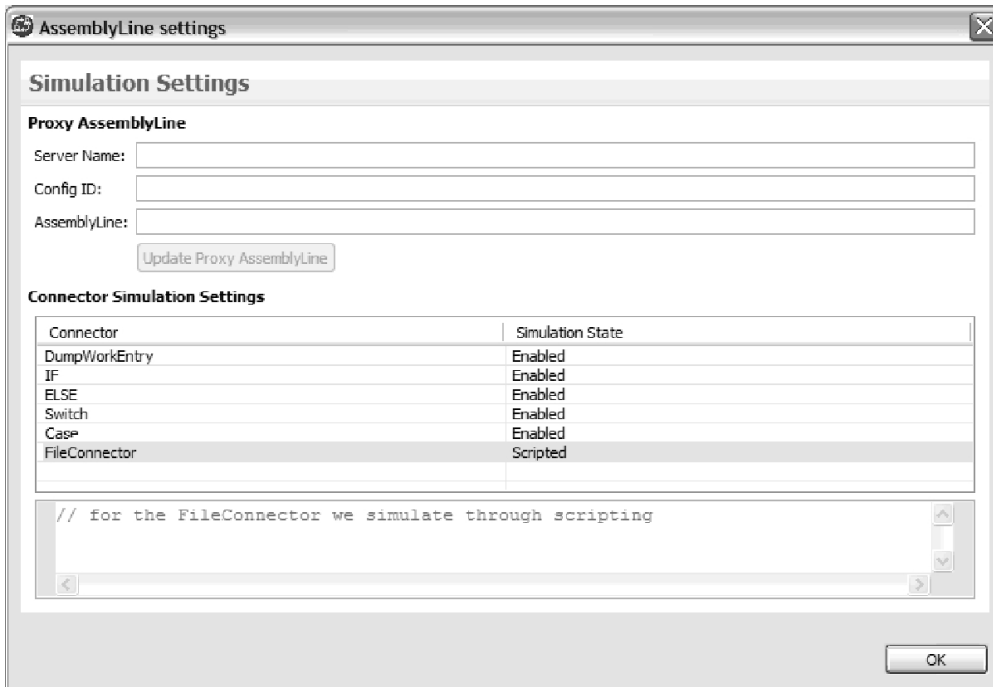 AssemblyLine settings
Simulation Settings
Proxy AssemblyLine
Server Name:
Config ID:
AssemblyLine:
Update Proxy AssemblyLine
Connector Simulation Settings
Connector Simulation State
DumpWorkEntry Enabled
IF Enabled
ELSE Enabled
Switch Enabled
Case Enabled
FileConnector Scripted
// for the FileConnector we simulate through scripting
OK